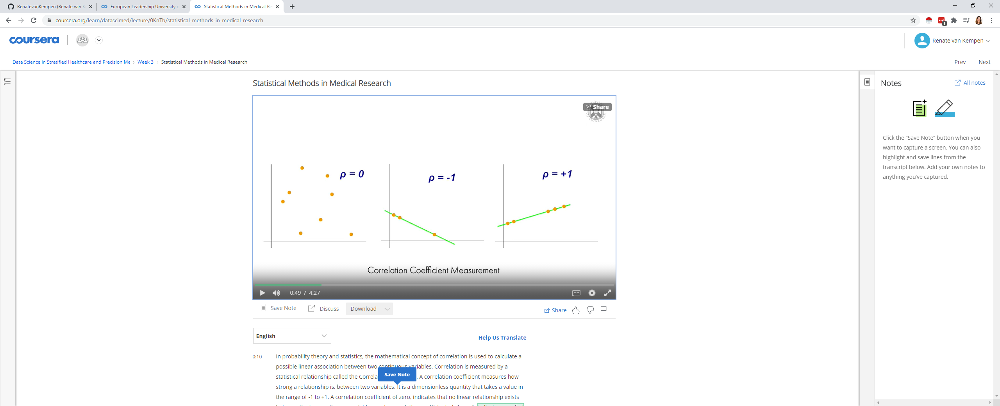 RenatevanKempen (Renate van K
European Leadership University
Statistical Methods in Medical Re
coursera.org/learn/datascimed/lecture/0KnTb/statistical-methods-in-medical-research
1
coursera
Renate van Kempen
Data Science in Stratified Healthcare and Precision Me
Week 3
Statistical Methods in Medical Research
Prev | Next
Statistical Methods in Medical Research
Notes
All notes
Share
OF EDINBURGH
Click the “Save Note” button when you
want to capture a screen. You can also
highlight and save lines from the
transcript below. Add your own notes to
anything you’ve captured.
ρ = 0
ρ = -1
ρ = +1
Correlation Coefficient Measurement
0:49 / 4:27
Save Note
Discuss
Download
Share
English
Help Us Translate
0:10
In probability theory and statistics, the mathematical concept of correlation is used to calculate a
possible linear association between two continuous variables. Correlation is measured by a
statistical relationship called the Correla . A correlation coefficient measures how
Save Note
strong a relationship is, between two variables. It is a dimensionless quantity that takes a value in
the range of -1 to +1. A correlation coefficient of zero, indicates that no linear relationship exists